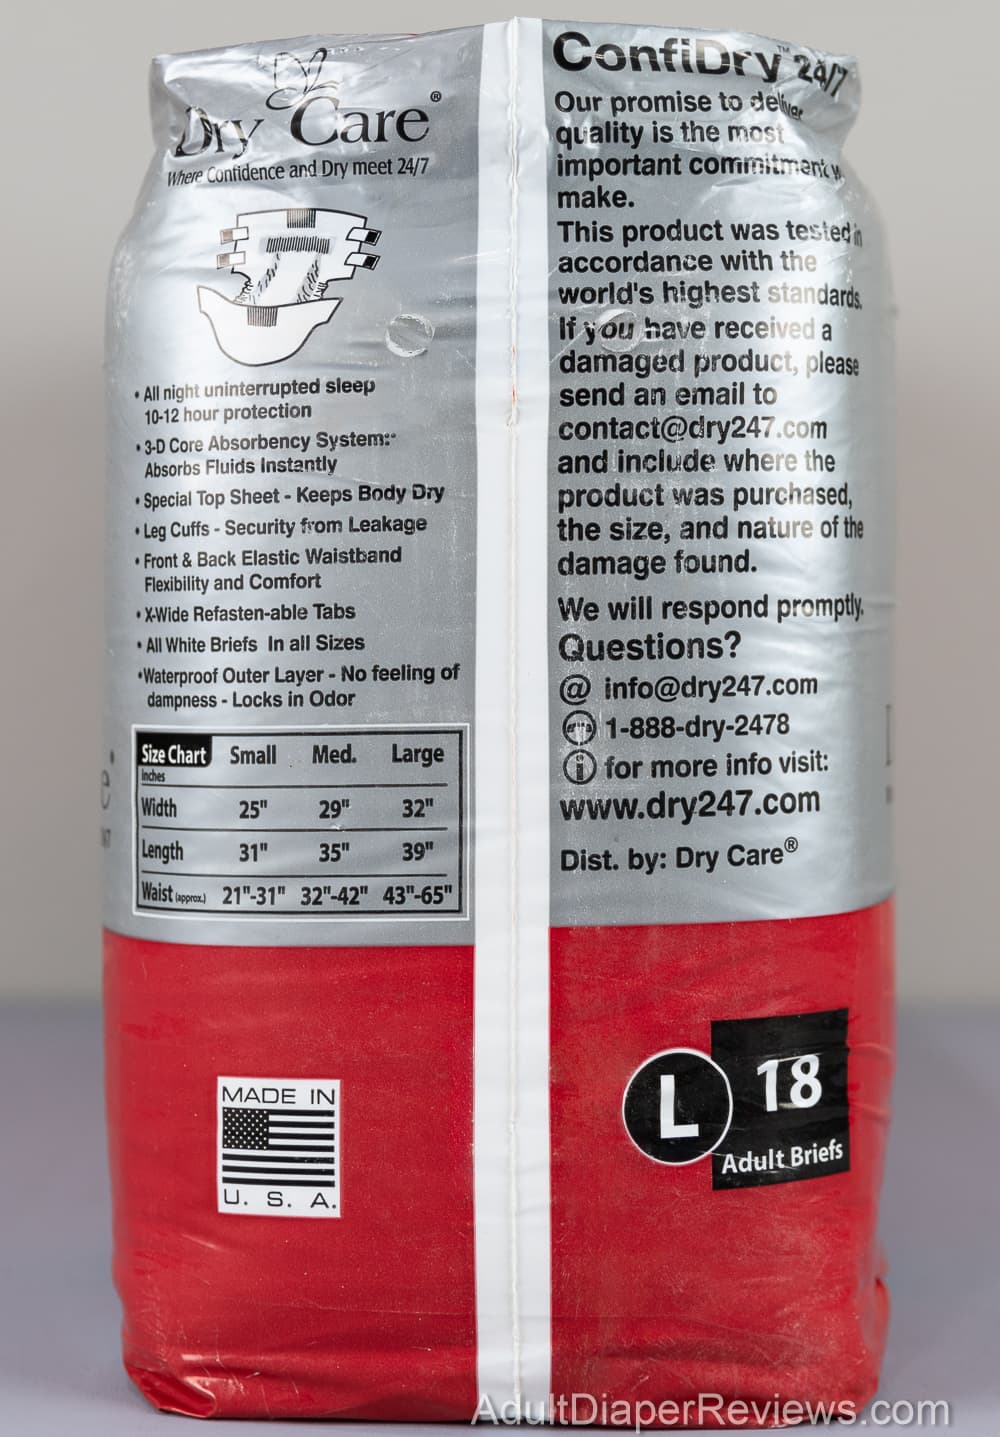 Dry Care®
Where Confidence and Dry meet 24/7
• All night uninterrupted sleep
10-12 hour protection
• 3-D Core Absorbency System:
Absorbs Fluids Instantly
• Special Top Sheet - Keeps Body Dry
• Leg Cuffs - Security from Leakage
• Front & Back Elastic Waistband
Flexibility and Comfort
• X-Wide Refasten-able Tabs
• All White Briefs In all Sizes
• Waterproof Outer Layer - No feeling of
dampness - Locks in Odor
Size Chart Small Med. Large
inches
Width 25" 29" 32"
Length 31" 35" 39"
Waist (approx.) 21"-31" 32"-42" 43"-65"
MADE IN
U. S. A.
ConfiDry™ 24/7
Our promise to deliver
quality is the most
important commitment
make.
This product was tested in
accordance with the
world's highest standards.
If you have received a
damaged product, please
send an email to
contact@dry247.com
and include where the
product was purchased,
the size, and nature of the
damage found.
We will respond promptly.
Questions?
@ info@dry247.com
1-888-dry-2478
i for more info visit:
www.dry247.com
Dist. by: Dry Care®
L 18
Adult Briefs
AdultDiaperReviews.com